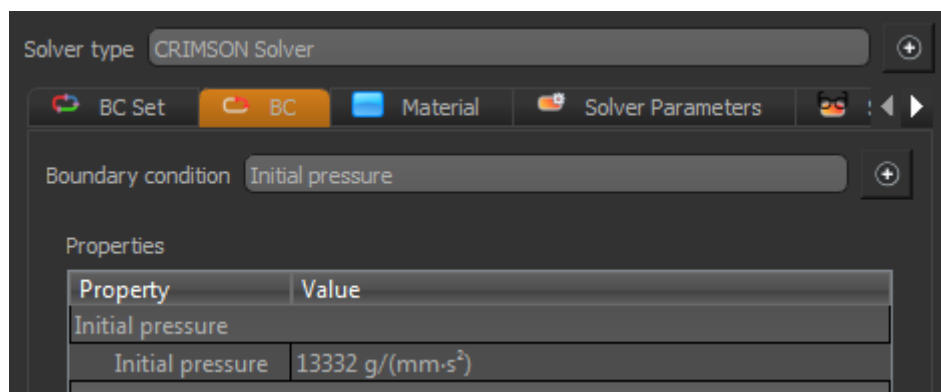 Solver type CRIMSON Solver
BC Set BC Material Solver Parameters
Boundary condition Initial pressure
Properties
Property Value
Initial pressure
Initial pressure 13332 g/(mm·s²)